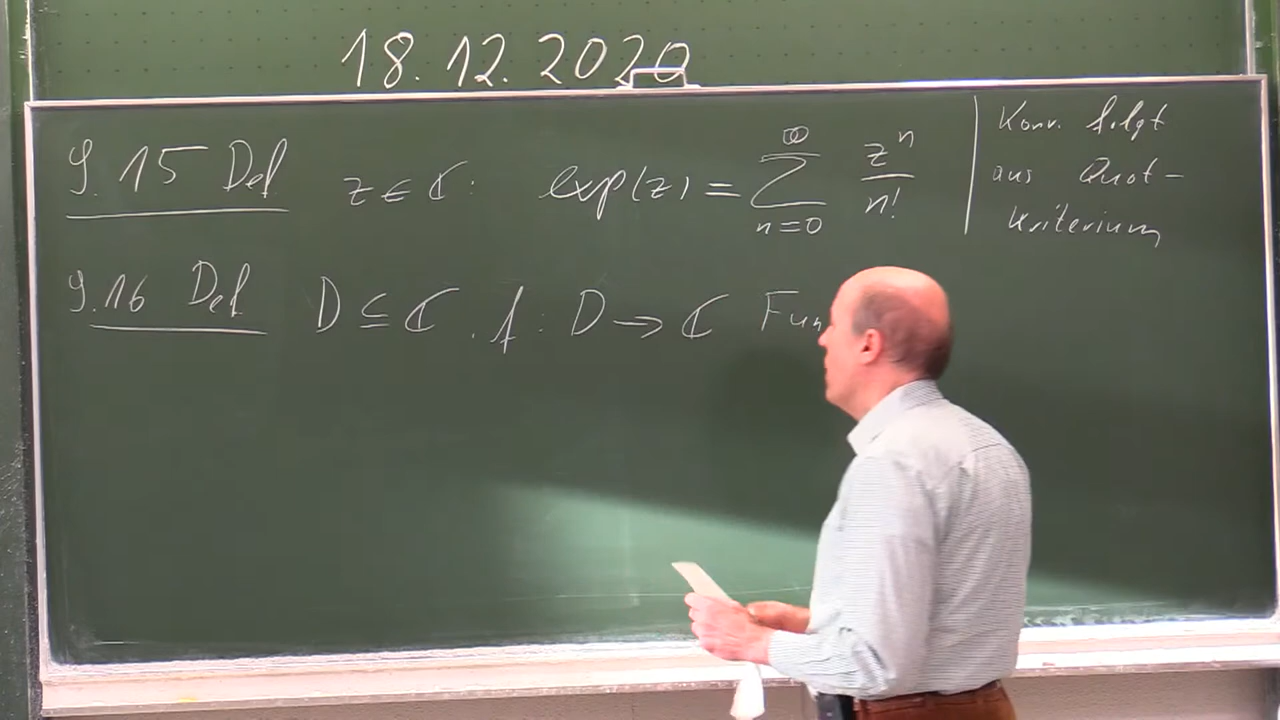 18.12.2020
9.15 Def z ∈ ℂ: exp(z) = ∑_{n=0}^{∞} z^n/n! | Konv. folgt
aus Quot-
kriterium
9.16 Def D ⊆ ℂ. f: D → ℂ Fun